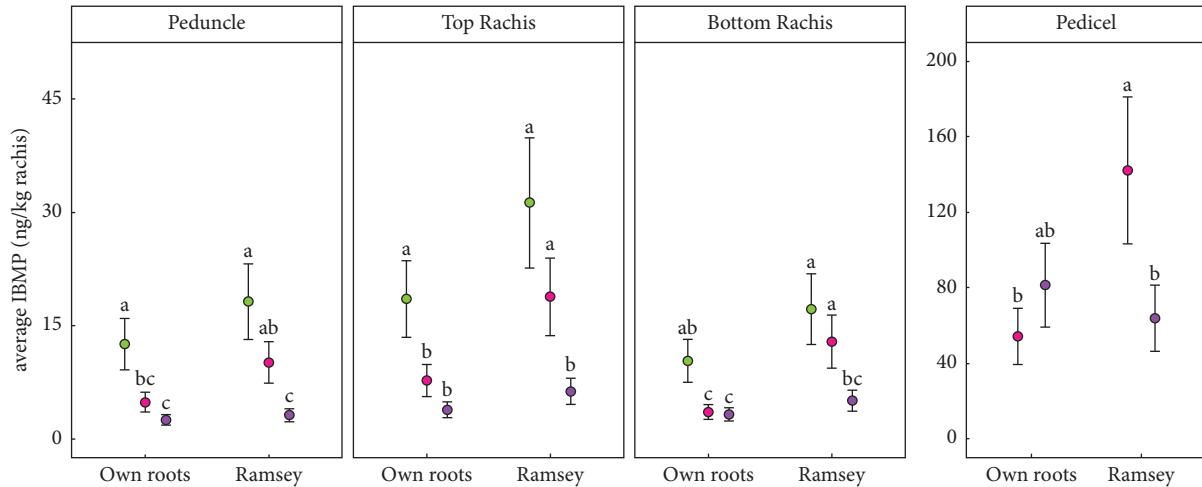 Peduncle
Top Rachis
Bottom Rachis
Pedicel
average IBMP (ng/kg rachis)
45
30
15
0
200
160
120
80
40
0
a
bc
c
a
ab
c
a
b
b
a
a
b
ab
c
c
a
a
bc
b
ab
a
b
Own roots
Ramsey
Own roots
Ramsey
Own roots
Ramsey
Own roots
Ramsey